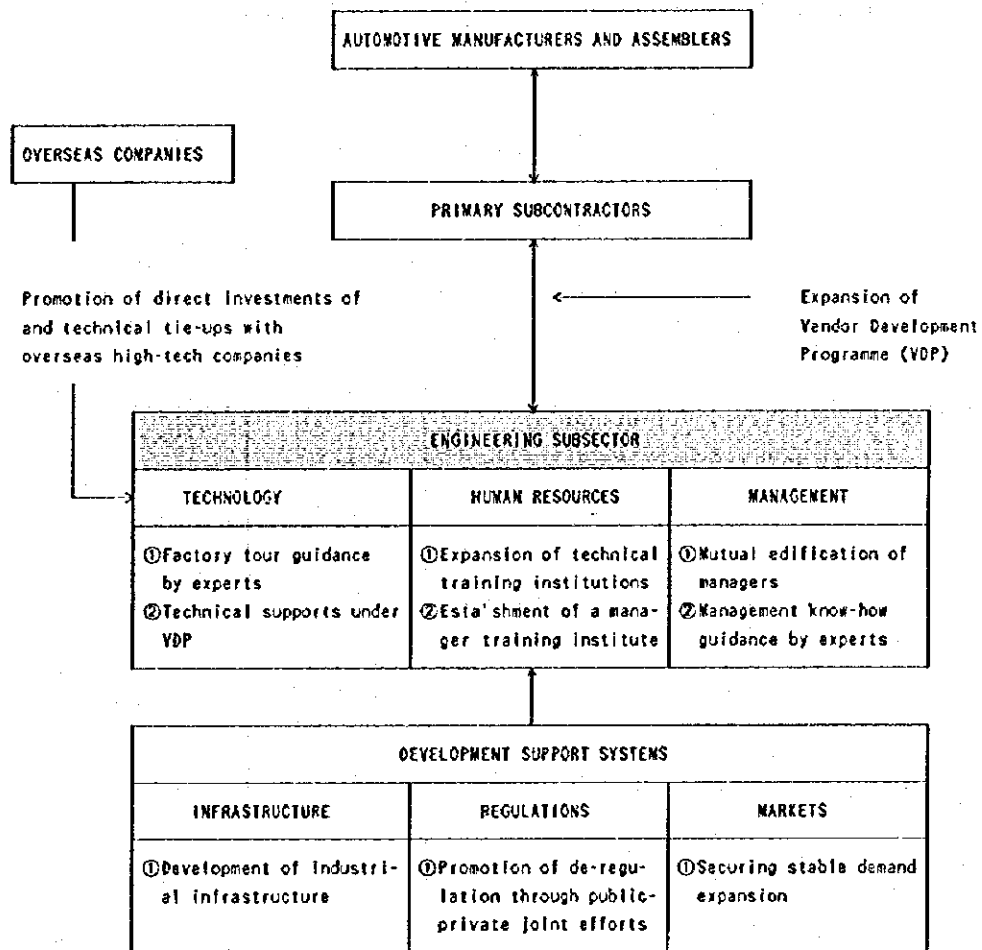 AUTOMOTIVE MANUFACTURERS AND ASSEMBLERS
OVERSEAS COMPANIES
PRIMARY SUBCONTRACTORS
Promotion of direct investments of
and technical tie-ups with
overseas high-tech companies
Expansion of
Vendor Development
Programme (VDP)
ENGINEERING SUBSECTOR
TECHNOLOGY
①Factory tour guidance
by experts
②Technical supports under
VDP
HUMAN RESOURCES
①Expansion of technical
training institutions
②Esta'shment of a mana-
ger training institute
MANAGEMENT
①Mutual edification of
managers
②Management know-how
guidance by experts
DEVELOPMENT SUPPORT SYSTEMS
INFRASTRUCTURE
①Development of industri-
al infrastructure
REGULATIONS
①Promotion of de-regu-
lation through public-
private joint efforts
MARKETS
①Securing stable demand
expansion